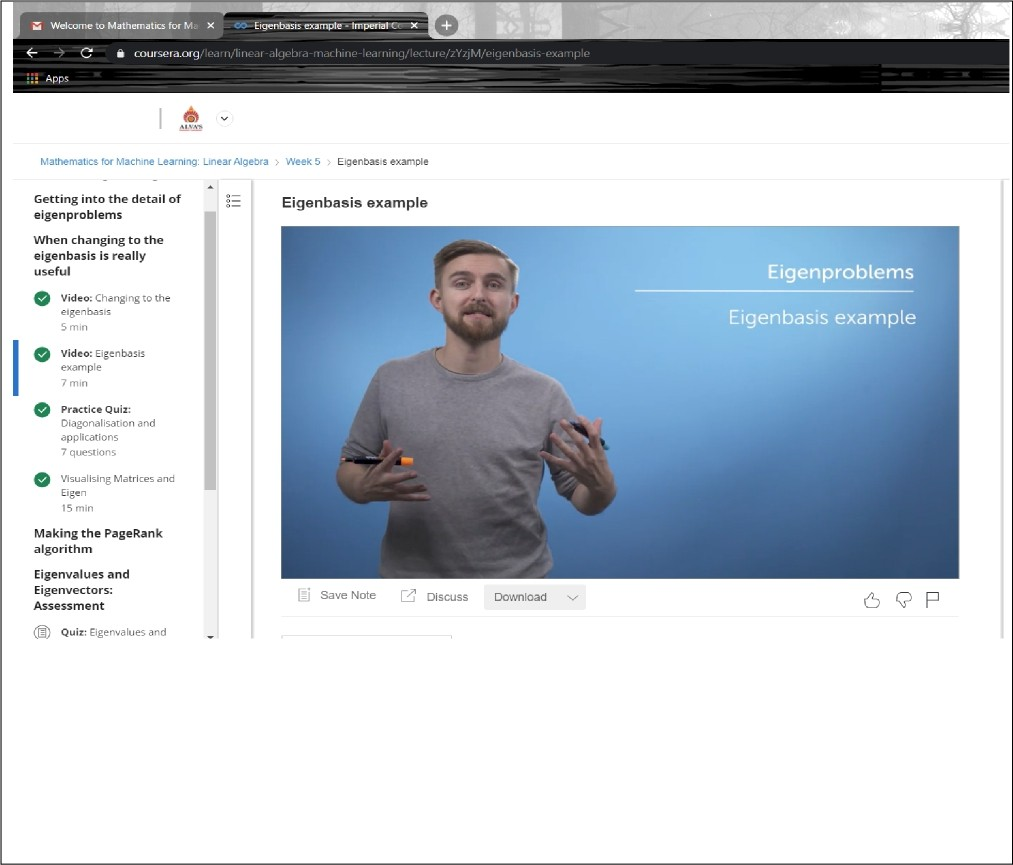 Welcome to Mathematics for Ma
Eigenbasis example - Imperial Co
coursera.org/learn/linear-algebra-machine-learning/lecture/zYzjM/eigenbasis-example
Apps
ALVA'S
Mathematics for Machine Learning: Linear Algebra > Week 5 > Eigenbasis example
Getting into the detail of
eigenproblems
When changing to the
eigenbasis is really
useful
Video: Changing to the
eigenbasis
5 min
Video: Eigenbasis
example
7 min
Practice Quiz:
Diagonalisation and
applications
7 questions
Visualising Matrices and
Eigen
15 min
Making the PageRank
algorithm
Eigenvalues and
Eigenvectors:
Assessment
Quiz: Eigenvalues and
Eigenbasis example
Eigenproblems
Eigenbasis example
Save Note
Discuss
Download